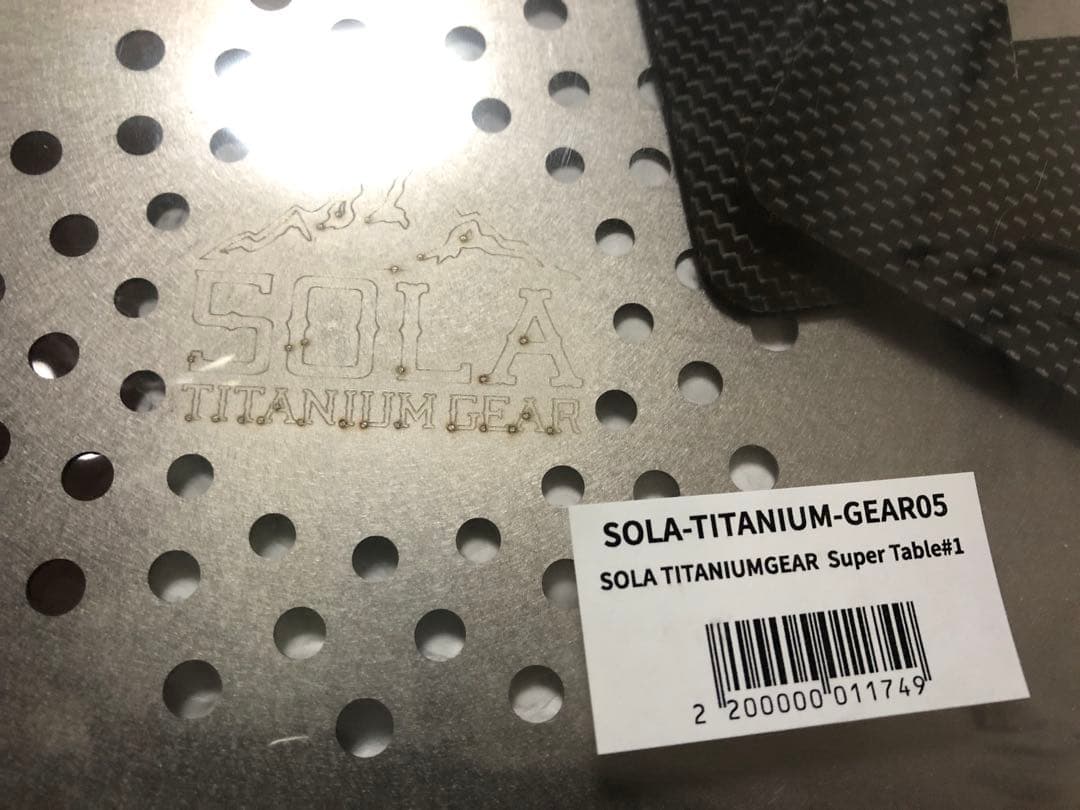 SOLA
TITANIUM GEAR
SOLA-TITANIUM-GEAR05
SOLA TITANIUMGEAR Super Table#1
2 200000 011749